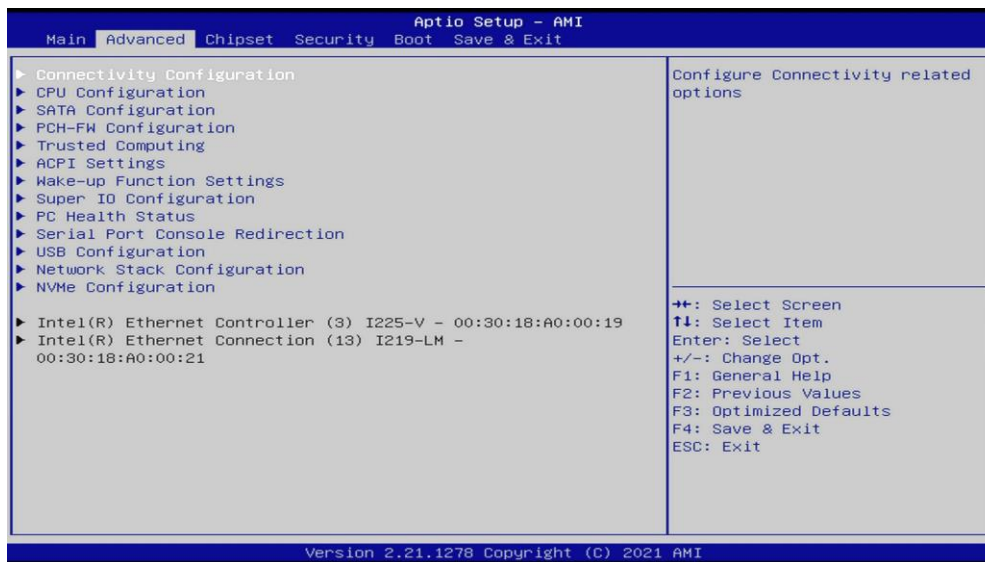 Aptio Setup – AMI
Main Advanced Chipset Security Boot Save & Exit
► Connectivity Configuration
► CPU Configuration
► SATA Configuration
► PCH-FW Configuration
► Trusted Computing
► ACPI Settings
► Wake-up Function Settings
► Super IO Configuration
► PC Health Status
► Serial Port Console Redirection
► USB Configuration
► Network Stack Configuration
► NVMe Configuration
► Intel(R) Ethernet Controller (3) I225-V – 00:30:18:A0:00:19
► Intel(R) Ethernet Connection (13) I219-LM –
00:30:18:A0:00:21
Configure Connectivity related
options
→←: Select Screen
↑↓: Select Item
Enter: Select
+/-: Change Opt.
F1: General Help
F2: Previous Values
F3: Optimized Defaults
F4: Save & Exit
ESC: Exit
Version 2.21.1278 Copyright (C) 2021 AMI